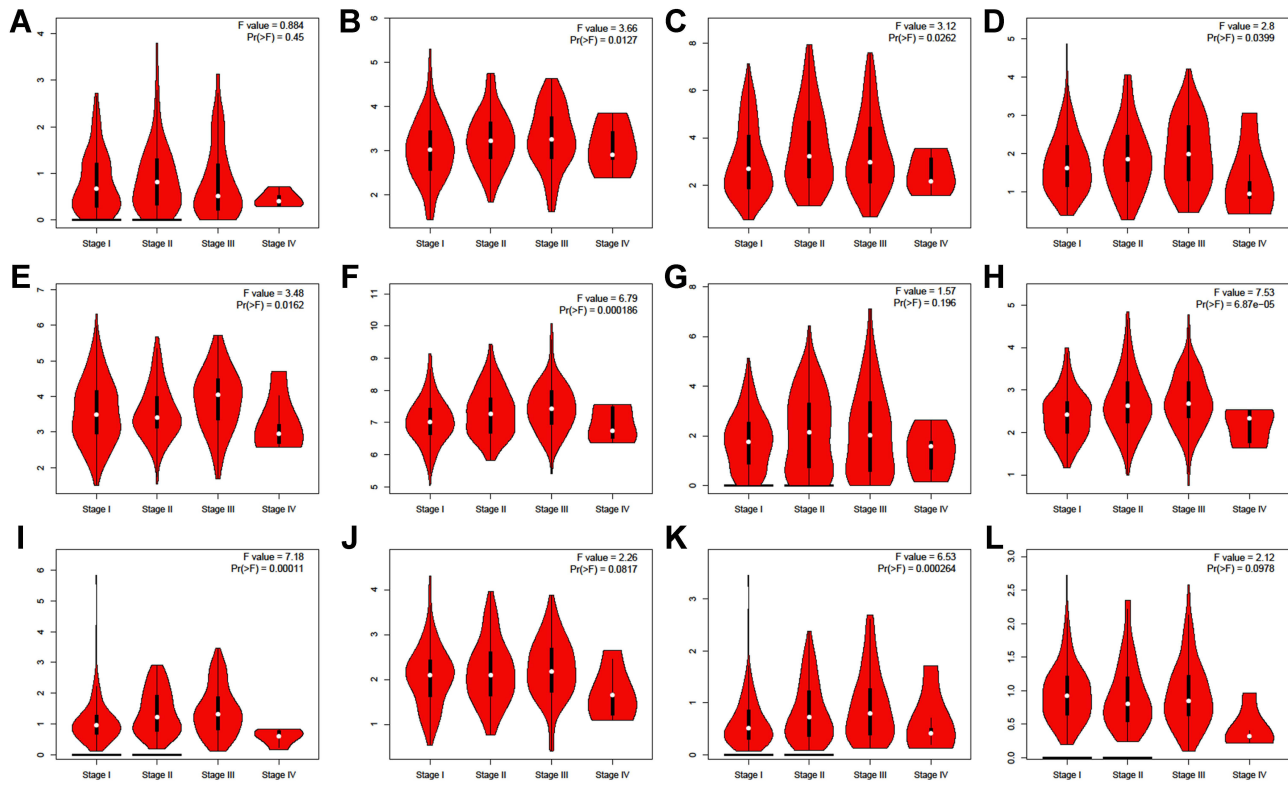 A
F value = 0.884
Pr(>F) = 0.45
4
3
2
1
0
Stage I Stage II Stage III Stage IV
B
F value = 3.66
Pr(>F) = 0.0127
6
5
4
3
2
Stage I Stage II Stage III Stage IV
C
F value = 3.12
Pr(>F) = 0.0262
8
6
4
2
Stage I Stage II Stage III Stage IV
D
F value = 2.8
Pr(>F) = 0.0399
5
4
3
2
1
Stage I Stage II Stage III Stage IV
E
F value = 3.48
Pr(>F) = 0.0162
7
6
5
4
3
2
Stage I Stage II Stage III Stage IV
F
F value = 6.79
Pr(>F) = 0.000186
11
10
9
8
7
6
5
Stage I Stage II Stage III Stage IV
G
F value = 1.57
Pr(>F) = 0.196
8
6
4
2
0
Stage I Stage II Stage III Stage IV
H
F value = 7.53
Pr(>F) = 6.87e−05
5
4
3
2
1
Stage I Stage II Stage III Stage IV
I
F value = 7.18
Pr(>F) = 0.00011
6
5
4
3
2
1
0
Stage I Stage II Stage III Stage IV
J
F value = 2.26
Pr(>F) = 0.0817
4
3
2
1
Stage I Stage II Stage III Stage IV
K
F value = 6.53
Pr(>F) = 0.000264
3
2
1
0
Stage I Stage II Stage III Stage IV
L
F value = 2.12
Pr(>F) = 0.0978
3.0
2.5
2.0
1.5
1.0
0.5
0.0
Stage I Stage II Stage III Stage IV